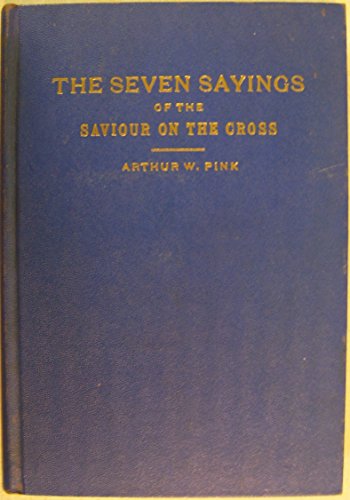 THE SEVEN SAYINGS
OF THE
SAVIOUR ON THE CROSS
ARTHUR W. PINK